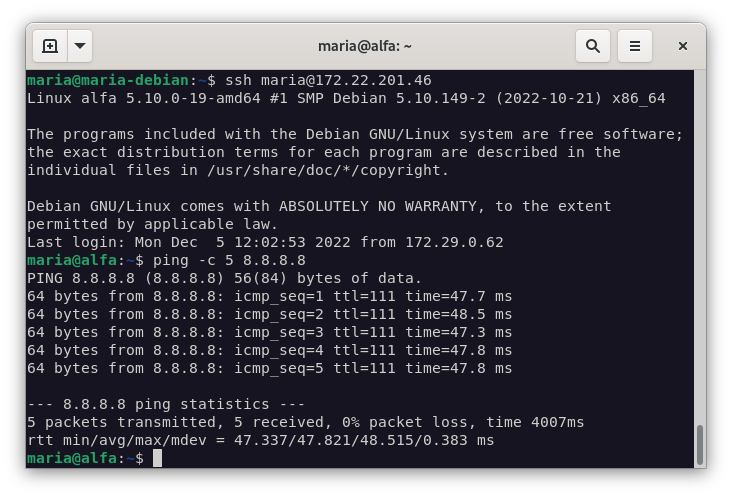 maria@alfa: ~
maria@maria-debian:~$ ssh maria@172.22.201.46
Linux alfa 5.10.0-19-amd64 #1 SMP Debian 5.10.149-2 (2022-10-21) x86_64

The programs included with the Debian GNU/Linux system are free software;
the exact distribution terms for each program are described in the
individual files in /usr/share/doc/*/copyright.

Debian GNU/Linux comes with ABSOLUTELY NO WARRANTY, to the extent
permitted by applicable law.
Last login: Mon Dec  5 12:02:53 2022 from 172.29.0.62
maria@alfa:~$ ping -c 5 8.8.8.8
PING 8.8.8.8 (8.8.8.8) 56(84) bytes of data.
64 bytes from 8.8.8.8: icmp_seq=1 ttl=111 time=47.7 ms
64 bytes from 8.8.8.8: icmp_seq=2 ttl=111 time=48.5 ms
64 bytes from 8.8.8.8: icmp_seq=3 ttl=111 time=47.3 ms
64 bytes from 8.8.8.8: icmp_seq=4 ttl=111 time=47.8 ms
64 bytes from 8.8.8.8: icmp_seq=5 ttl=111 time=47.8 ms

--- 8.8.8.8 ping statistics ---
5 packets transmitted, 5 received, 0% packet loss, time 4007ms
rtt min/avg/max/mdev = 47.337/47.821/48.515/0.383 ms
maria@alfa:~$